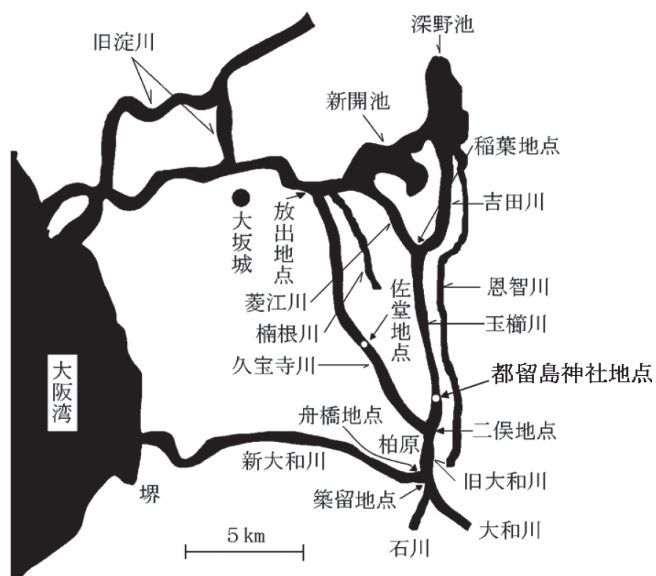 深野池
旧淀川
新開池
稲葉地点
吉田川
放出地点
大坂城
菱江川
恩智川
佐堂地点
楠根川
玉櫛川
久宝寺川
大阪湾
都留島神社地点
舟橋地点
二俣地点
柏原
新大和川
旧大和川
堺
築留地点
大和川
石川
5km